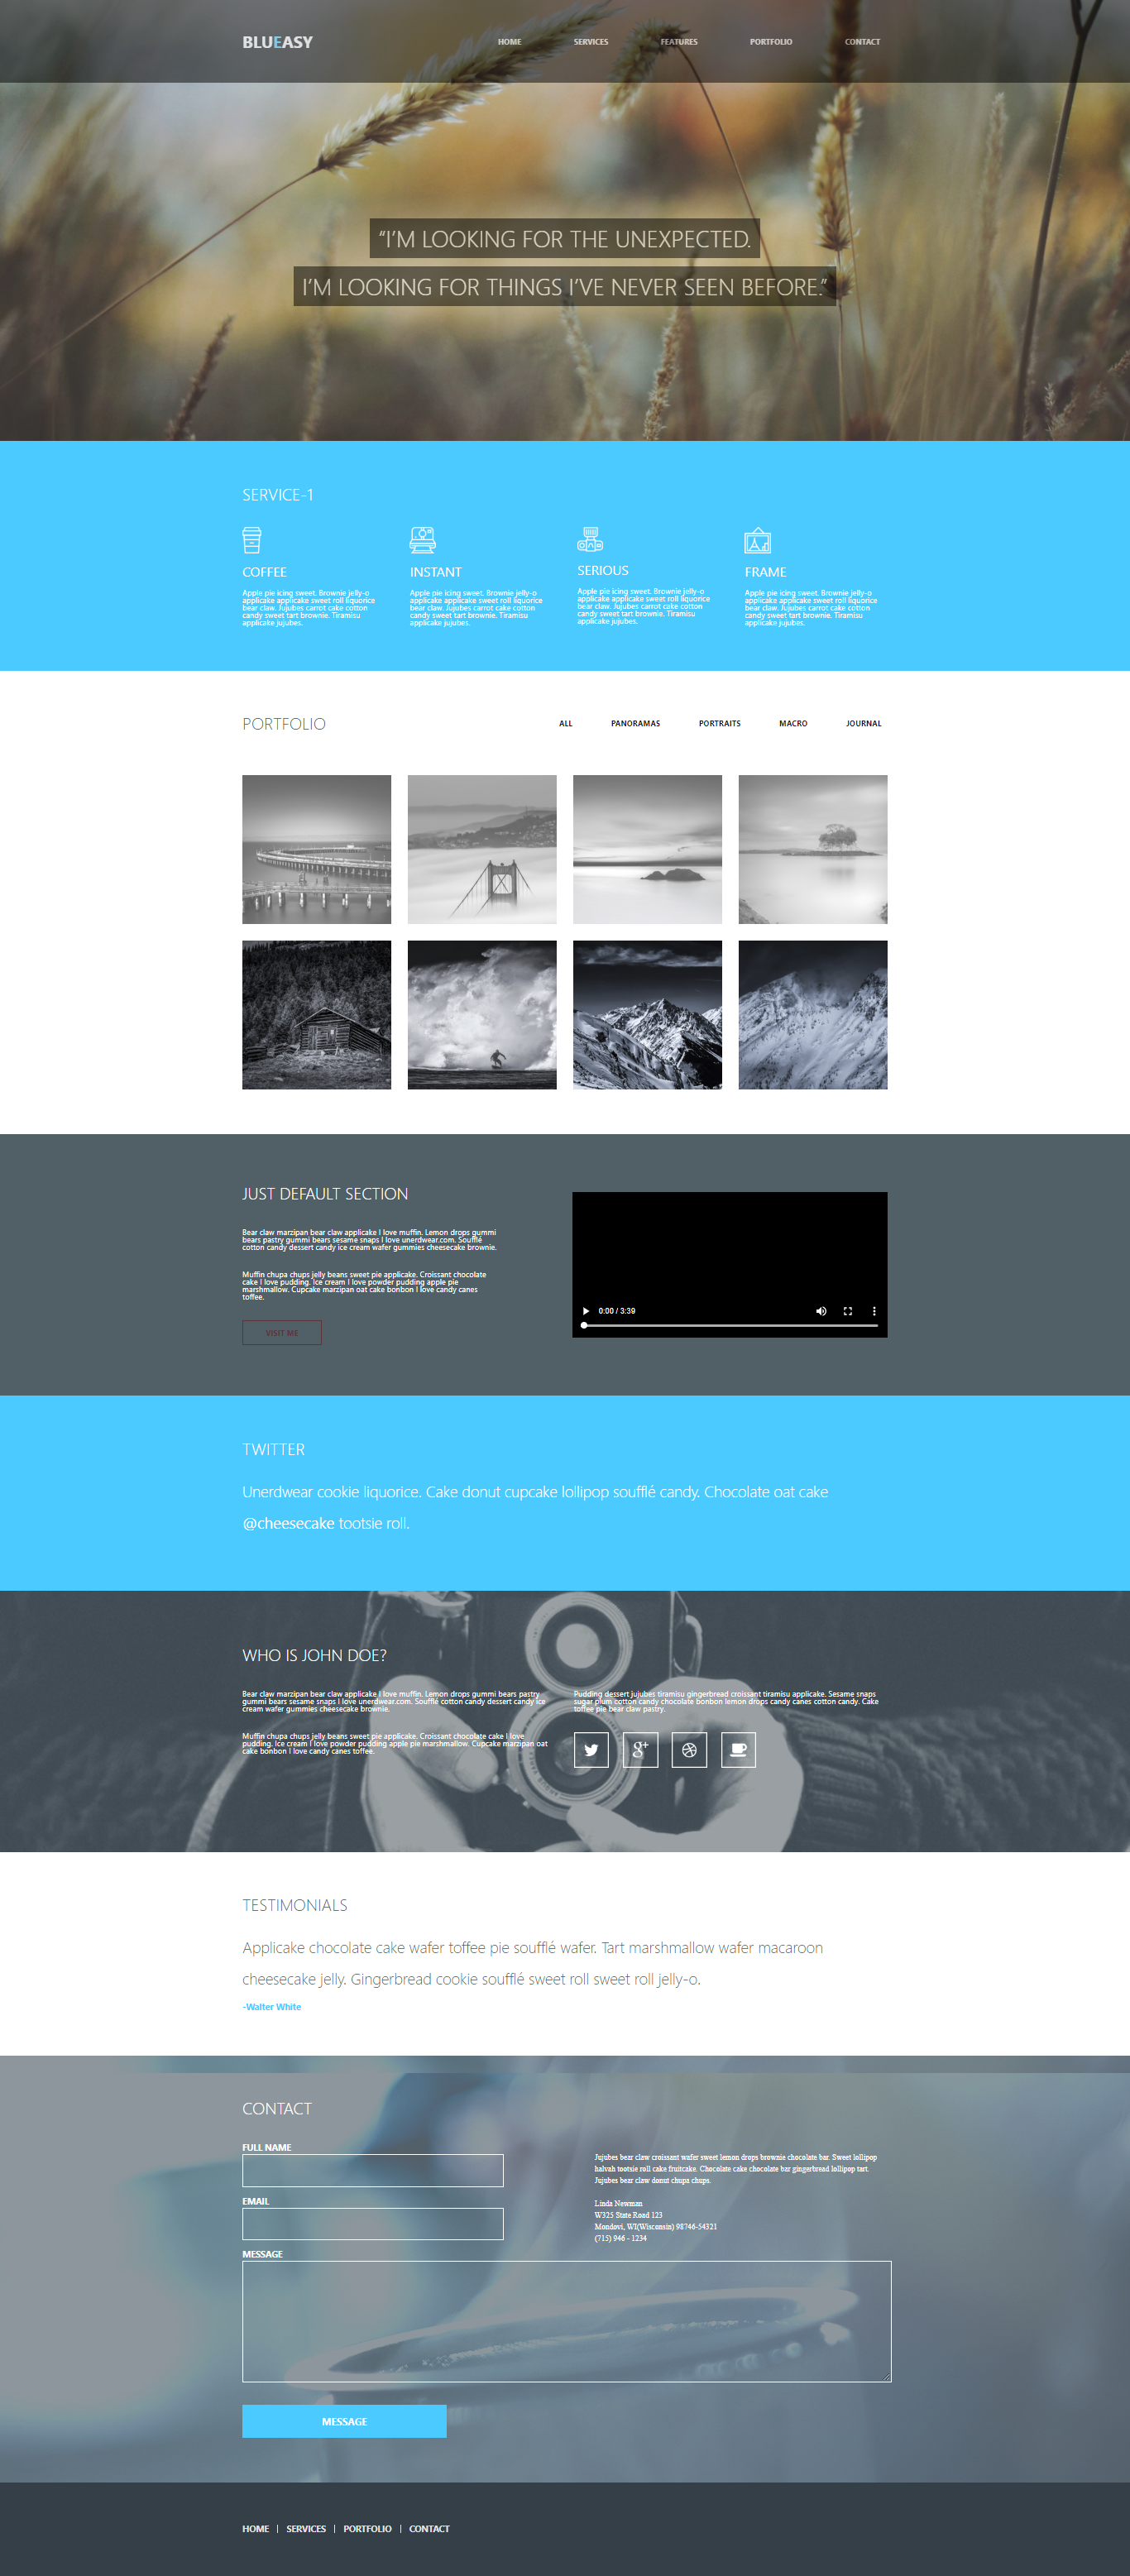 BLUEASY
HOME SERVICES FEATURES PORTFOLIO CONTACT
“I’M LOOKING FOR THE UNEXPECTED.
I’M LOOKING FOR THINGS I’VE NEVER SEEN BEFORE.”
SERVICE-1
COFFEE
Apple pie icing sweet. Brownie jelly-o
applicake applicake sweet roll liquorice
bear claw. Jujubes carrot cake cotton
candy sweet tart brownie. Tiramisu
applicake jujubes.
INSTANT
Apple pie icing sweet. Brownie jelly-o
applicake applicake sweet roll liquorice
bear claw. Jujubes carrot cake cotton
candy sweet tart brownie. Tiramisu
applicake jujubes.
SERIOUS
Apple pie icing sweet. Brownie jelly-o
applicake applicake sweet roll liquorice
bear claw. Jujubes carrot cake cotton
candy sweet tart brownie. Tiramisu
applicake jujubes.
FRAME
Apple pie icing sweet. Brownie jelly-o
applicake applicake sweet roll liquorice
bear claw. Jujubes carrot cake cotton
candy sweet tart brownie. Tiramisu
applicake jujubes.
PORTFOLIO
ALL PANORAMAS PORTRAITS MACRO JOURNAL
JUST DEFAULT SECTION
Bear claw marzipan bear claw applicake I love muffin. Lemon drops gummi
bears pastry gummi bears sesame snaps I love unerdwear.com. Soufflé
cotton candy dessert candy ice cream wafer gummies cheesecake brownie.
Muffin chupa chups jelly beans sweet pie applicake. Croissant chocolate
cake I love pudding. Ice cream I love powder pudding apple pie
marshmallow. Cupcake marzipan oat cake bonbon I love candy canes
toffee.
VISIT ME
0:00 / 3:39
TWITTER
Unerdwear cookie liquorice. Cake donut cupcake lollipop soufflé candy. Chocolate oat cake
@cheesecake tootsie roll.
WHO IS JOHN DOE?
Bear claw marzipan bear claw applicake I love muffin. Lemon drops gummi bears pastry
gummi bears sesame snaps I love unerdwear.com. Soufflé cotton candy dessert candy ice
cream wafer gummies cheesecake brownie.
Muffin chupa chups jelly beans sweet pie applicake. Croissant chocolate cake I love
pudding. Ice cream I love powder pudding apple pie marshmallow. Cupcake marzipan oat
cake bonbon I love candy canes toffee.
Pudding dessert jujubes tiramisu gingerbread croissant tiramisu applicake. Sesame snaps
sugar plum cotton candy chocolate bonbon lemon drops candy canes cotton candy. Cake
toffee pie bear claw pastry.
g+
TESTIMONIALS
Applicake chocolate cake wafer toffee pie soufflé wafer. Tart marshmallow wafer macaroon
cheesecake jelly. Gingerbread cookie soufflé sweet roll sweet roll jelly-o.
-Walter White
CONTACT
FULL NAME
EMAIL
Jujubes bear claw croissant wafer sweet lemon drops brownie chocolate bar. Sweet lollipop
halvah tootsie roll cake fruitcake. Chocolate cake chocolate bar gingerbread lollipop tart.
Jujubes bear claw donut chupa chups.
Linda Newman
W325 State Road 123
Mondovi, WI(Wisconsin) 98746-54321
(715) 946 - 1234
MESSAGE
MESSAGE
HOME | SERVICES | PORTFOLIO | CONTACT